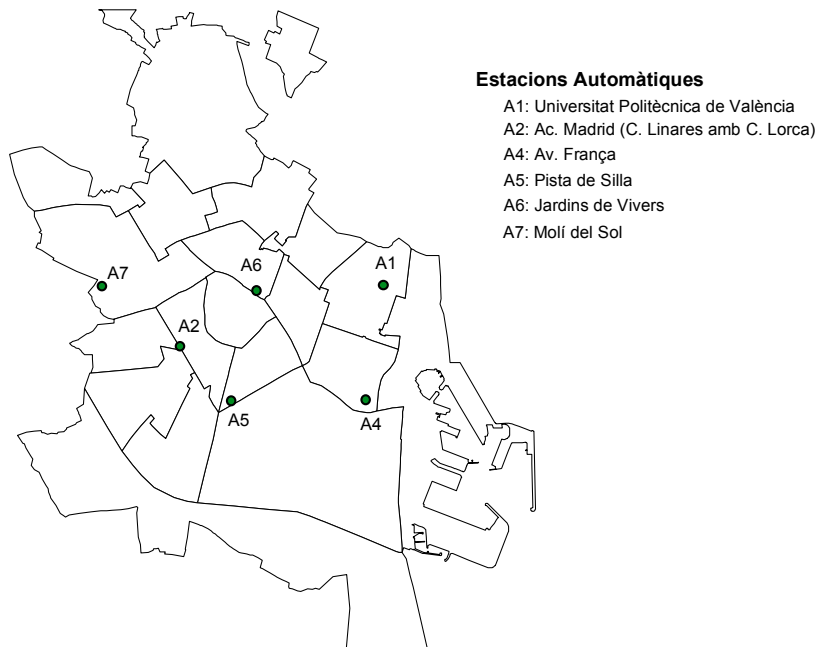 Estacions Automàtiques
A1: Universitat Politècnica de València
A2: Ac. Madrid (C. Linares amb C. Lorca)
A4: Av. França
A5: Pista de Silla
A6: Jardins de Vivers
A7: Molí del Sol
A7
A6
A1
A2
A5
A4